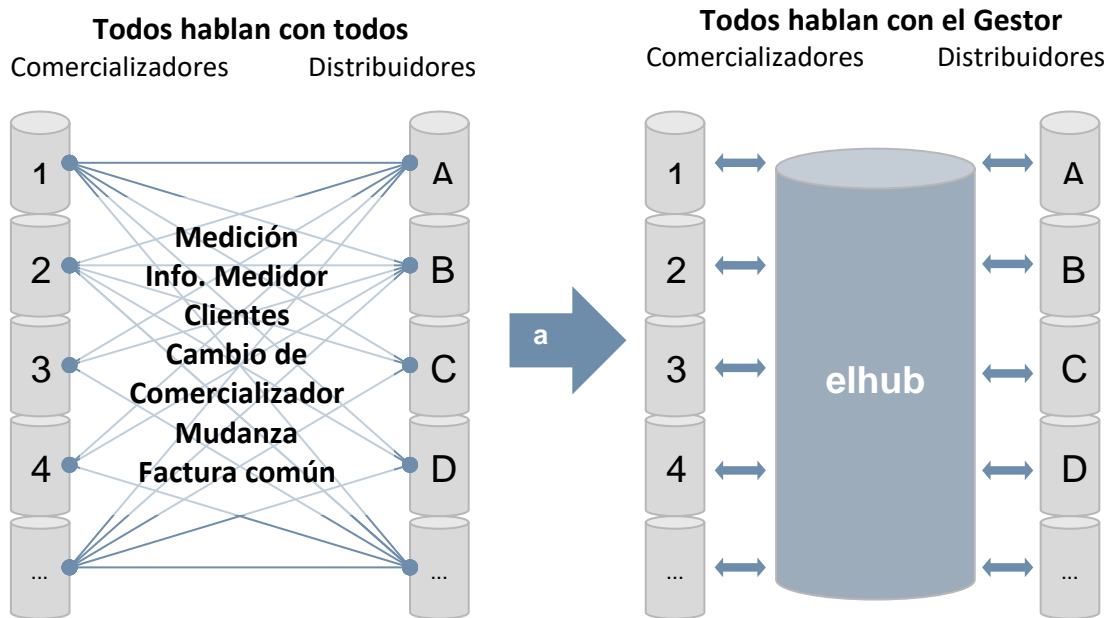 Todos hablan con todos
Comercializadores Distribuidores
1
2
3
4
...
Medición
Info. Medidor
Clientes
Cambio de
Comercializador
Mudanza
Factura común
A
B
C
D
...
a
Todos hablan con el Gestor
Comercializadores Distribuidores
1
2
3
4
...
elhub
A
B
C
D
...